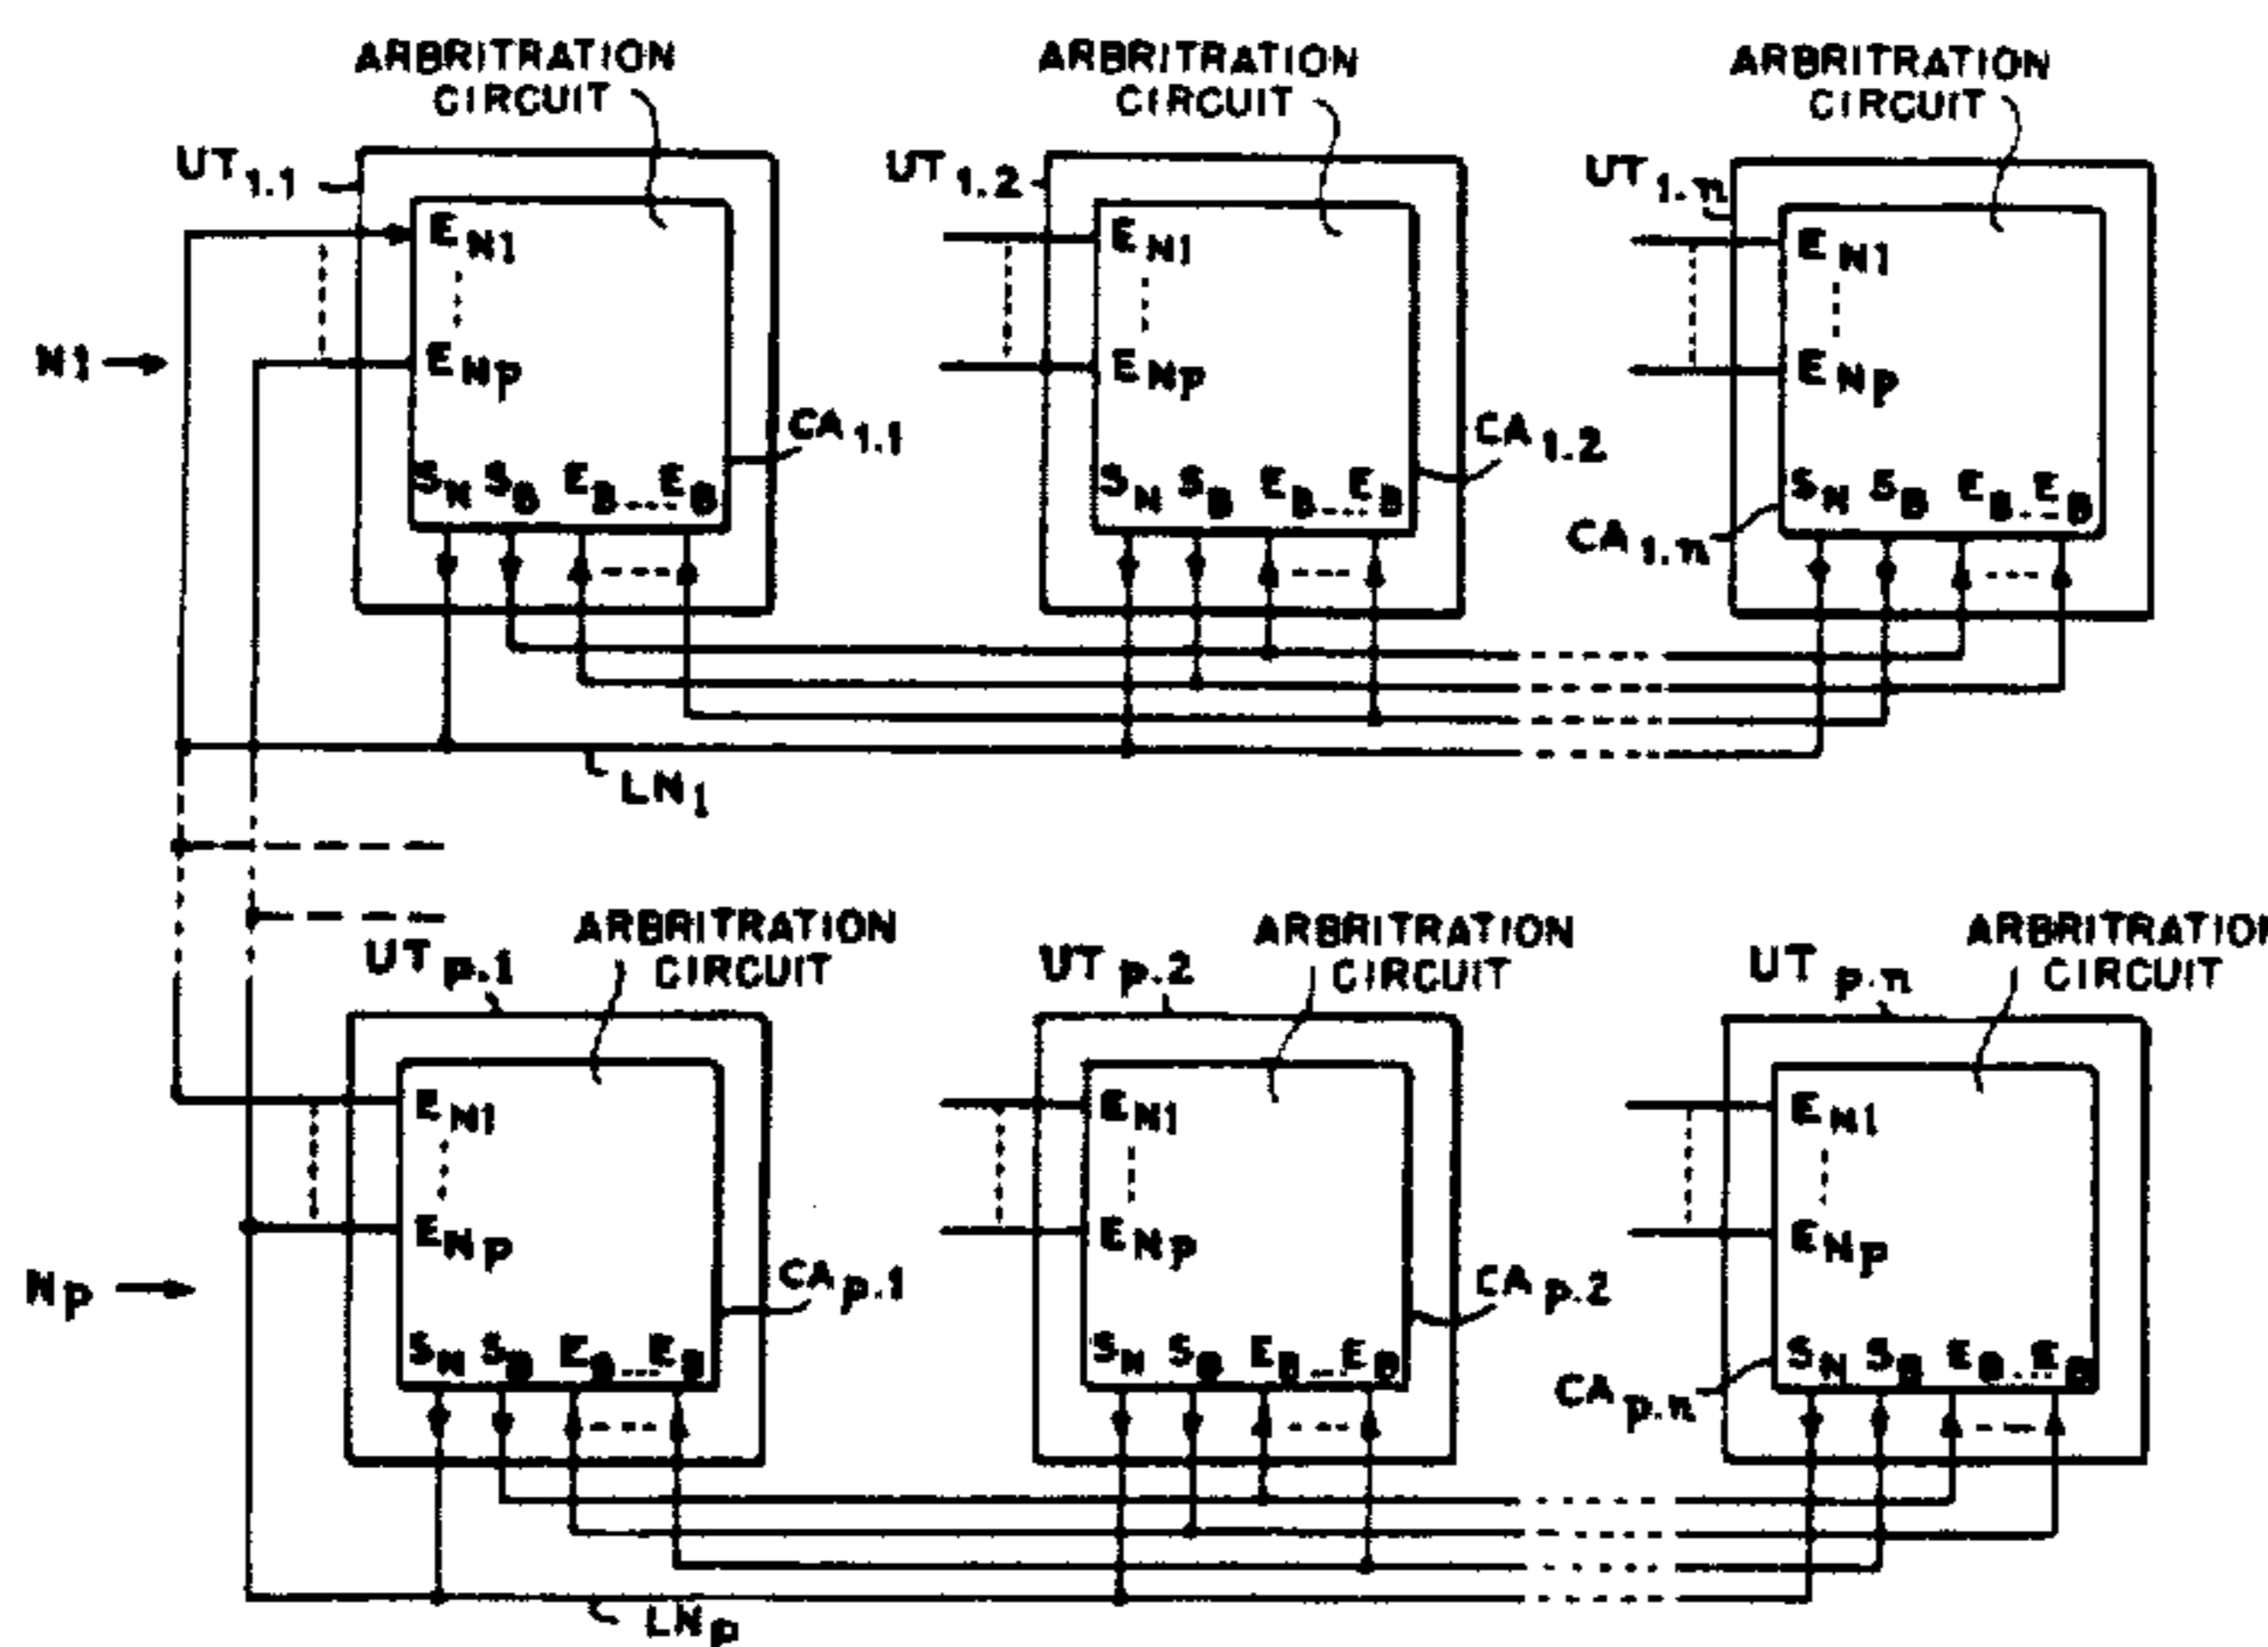 ARBRITRATION
CIRCUIT
ARBRITRATION
CIRCUIT
ARBRITRATION
CIRCUIT
UT1.1
UT1.2
UT1.n
EN1
EN1
EN1
N1
ENp
ENp
ENp
CA1.1
CA1.2
SN SB EB...EB
SN SB EB...EB
SN SB EB...EB
CA1.n
LN1
ARBRITRATION
CIRCUIT
ARBRITRATION
CIRCUIT
ARBRITRATION
CIRCUIT
UTp.1
UTp.2
UTp.n
EN1
EN1
EN1
ENp
ENp
ENp
Np
CAp.1
CAp.2
SN SB EB...EB
SN SB EB...EB
SN SB EB...EB
CAp.n
LNp